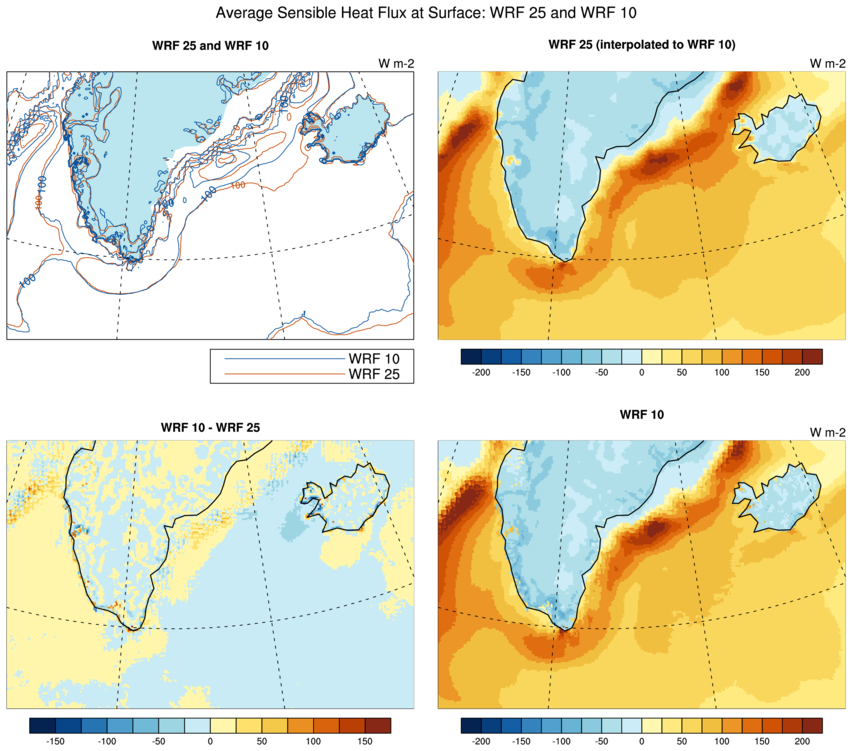 Average Sensible Heat Flux at Surface: WRF 25 and WRF 10
WRF 25 and WRF 10
W m-2
100
100
100
100
100
100
WRF 10
WRF 25
WRF 25 (interpolated to WRF 10)
W m-2
-200 -150 -100 -50 0 50 100 150 200
WRF 10 - WRF 25
-150 -100 -50 0 50 100 150
WRF 10
W m-2
-200 -150 -100 -50 0 50 100 150 200